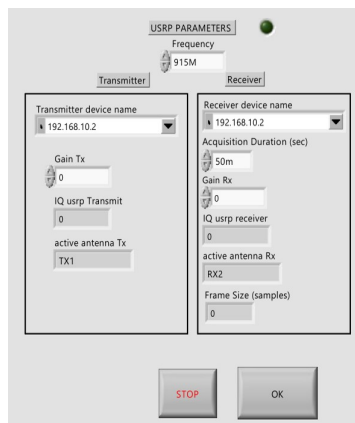 USRP PARAMETERS
Frequency
915M
Transmitter
Receiver
Transmitter device name
192.168.10.2
Gain Tx
0
IQ usrp Transmit
0
active antenna Tx
TX1
Receiver device name
192.168.10.2
Acquisition Duration (sec)
50m
Gain Rx
0
IQ usrp receiver
0
active antenna Rx
RX2
Frame Size (samples)
0
STOP
OK